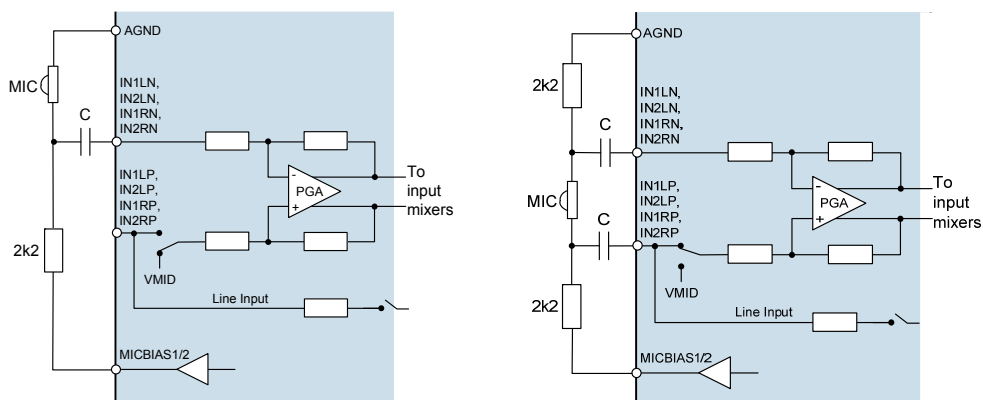 AGND
MIC
IN1LN,
IN2LN,
IN1RN,
IN2RN
C
IN1LP,
IN2LP,
IN1RP,
IN2RP
-
PGA
+
To
input
mixers
2k2
VMID
Line Input
MICBIAS1/2
AGND
2k2
IN1LN,
IN2LN,
IN1RN,
IN2RN
C
MIC
IN1LP,
IN2LP,
IN1RP,
IN2RP
C
-
PGA
+
To
input
mixers
2k2
VMID
Line Input
MICBIAS1/2